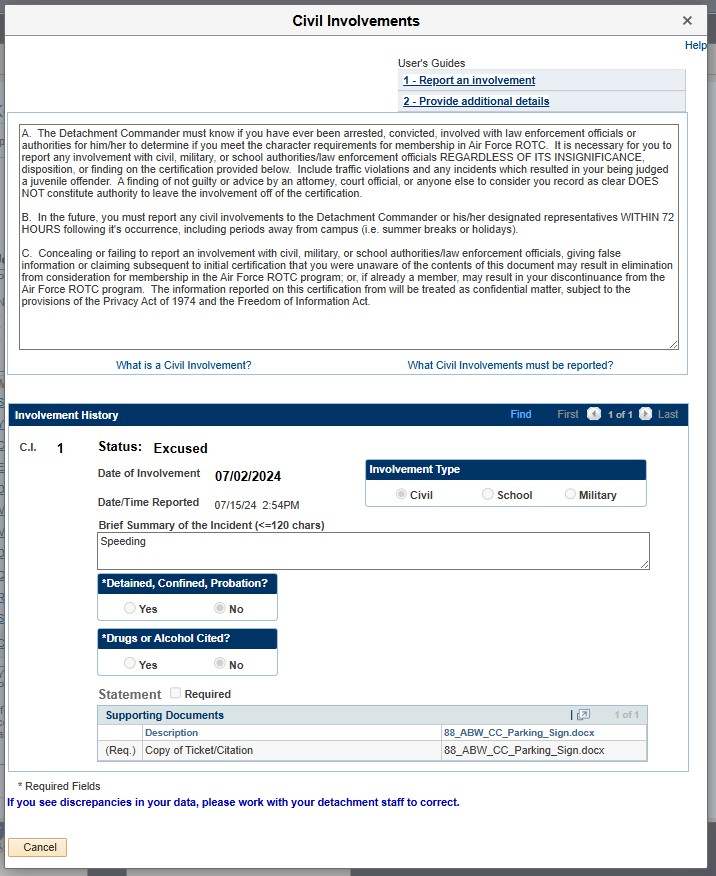 Civil Involvements
×
Help
User's Guides
1 - Report an involvement
2 - Provide additional details
A. The Detachment Commander must know if you have ever been arrested, convicted, involved with law enforcement officials or
authorities for him/her to determine if you meet the character requirements for membership in Air Force ROTC. It is necessary for you to
report any involvement with civil, military, or school authorities/law enforcement officials REGARDLESS OF ITS INSIGNIFICANCE,
disposition, or finding on the certification provided below. Include traffic violations and any incidents which resulted in your being judged
a juvenile offender. A finding of not guilty or advice by an attorney, court official, or anyone else to consider you record as clear DOES
NOT constitute authority to leave the involvement off of the certification.
B. In the future, you must report any civil involvements to the Detachment Commander or his/her designated representatives WITHIN 72
HOURS following it's occurrence, including periods away from campus (i.e. summer breaks or holidays).
C. Concealing or failing to report an involvement with civil, military, or school authorities/law enforcement officials, giving false
information or claiming subsequent to initial certification that you were unaware of the contents of this document may result in elimination
from consideration for membership in the Air Force ROTC program; or, if already a member, may result in your discontinuance from the
Air Force ROTC program. The information reported on this certification from will be treated as confidential matter, subject to the
provisions of the Privacy Act of 1974 and the Freedom of Information Act.
What is a Civil Involvement? What Civil Involvements must be reported?
Involvement History Find First 1 of 1 Last
C.I. 1 Status: Excused
Date of Involvement 07/02/2024
Involvement Type
Civil School Military
Date/Time Reported 07/15/24 2:54PM
Brief Summary of the Incident (<=120 chars)
Speeding
*Detained, Confined, Probation?
Yes No
*Drugs or Alcohol Cited?
Yes No
Statement Required
Supporting Documents 1 of 1
Description 88_ABW_CC_Parking_Sign.docx
(Req.) Copy of Ticket/Citation 88_ABW_CC_Parking_Sign.docx
* Required Fields
If you see discrepancies in your data, please work with your detachment staff to correct.
Cancel